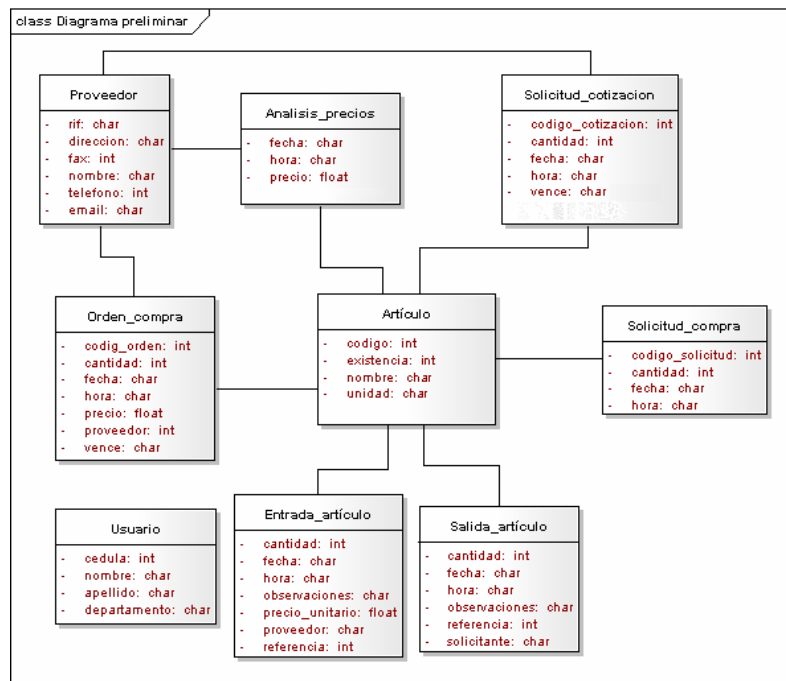 class Diagrama preliminar
Proveedor
- rif: char
- direccion: char
- fax: int
- nombre: char
- telefono: int
- email: char
Analisis_precios
- fecha: char
- hora: char
- precio: float
Solicitud_cotizacion
- codigo_cotizacion: int
- cantidad: int
- fecha: char
- hora: char
- vence: char
Orden_compra
- codig_orden: int
- cantidad: int
- fecha: char
- hora: char
- precio: float
- proveedor: int
- vence: char
Artículo
- codigo: int
- existencia: int
- nombre: char
- unidad: char
Solicitud_compra
- codigo_solicitud: int
- cantidad: int
- fecha: char
- hora: char
Usuario
- cedula: int
- nombre: char
- apellido: char
- departamento: char
Entrada_artículo
- cantidad: int
- fecha: char
- hora: char
- observaciones: char
- precio_unitario: float
- proveedor: char
- referencia: int
Salida_artículo
- cantidad: int
- fecha: char
- hora: char
- observaciones: char
- referencia: int
- solicitante: char